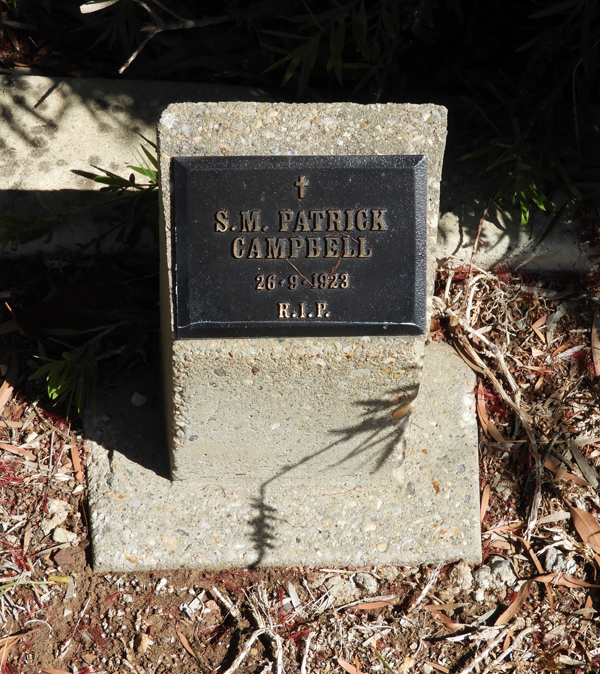 S.M. PATRICK
CAMPBELL
26·9·1923
R.I.P.